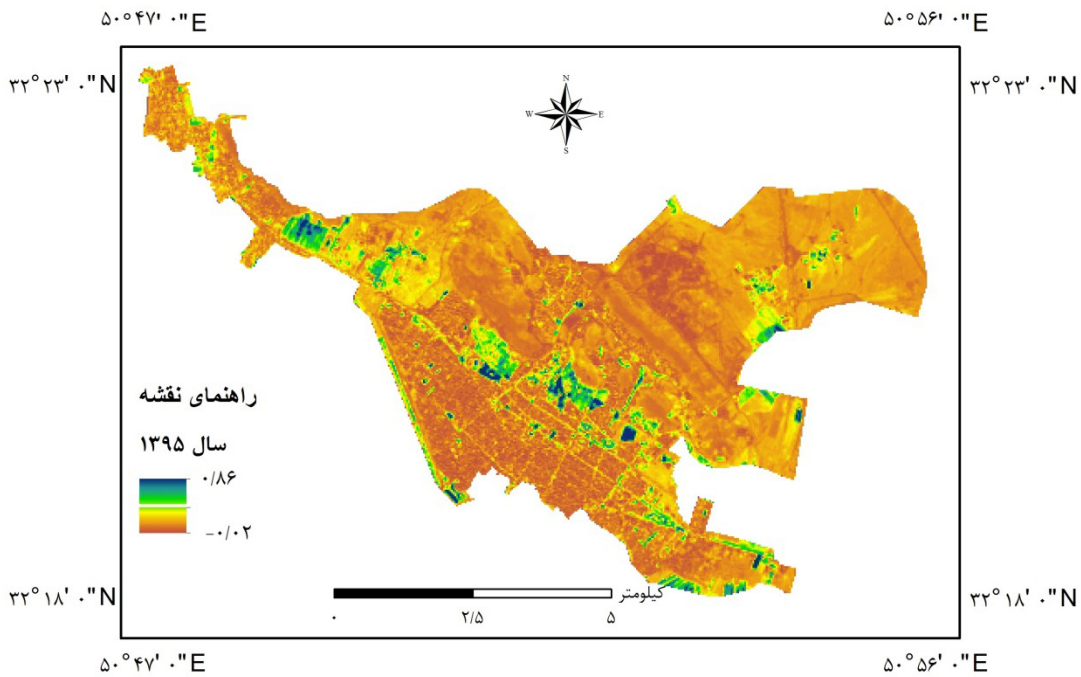 ۵۰°۴۷' ۰"E
۵۰°۵۶' ۰"E
۳۲°۲۳' ۰"N
۳۲°۲۳' ۰"N
N
W
E
S
راهنمای نقشه
سال ۱۳۹۵
۰/۸۶
-۰/۰۲
۳۲°۱۸' ۰"N
۳۲°۱۸' ۰"N
کیلومتر
۰
۲/۵
۵
۵۰°۴۷' ۰"E
۵۰°۵۶' ۰"E